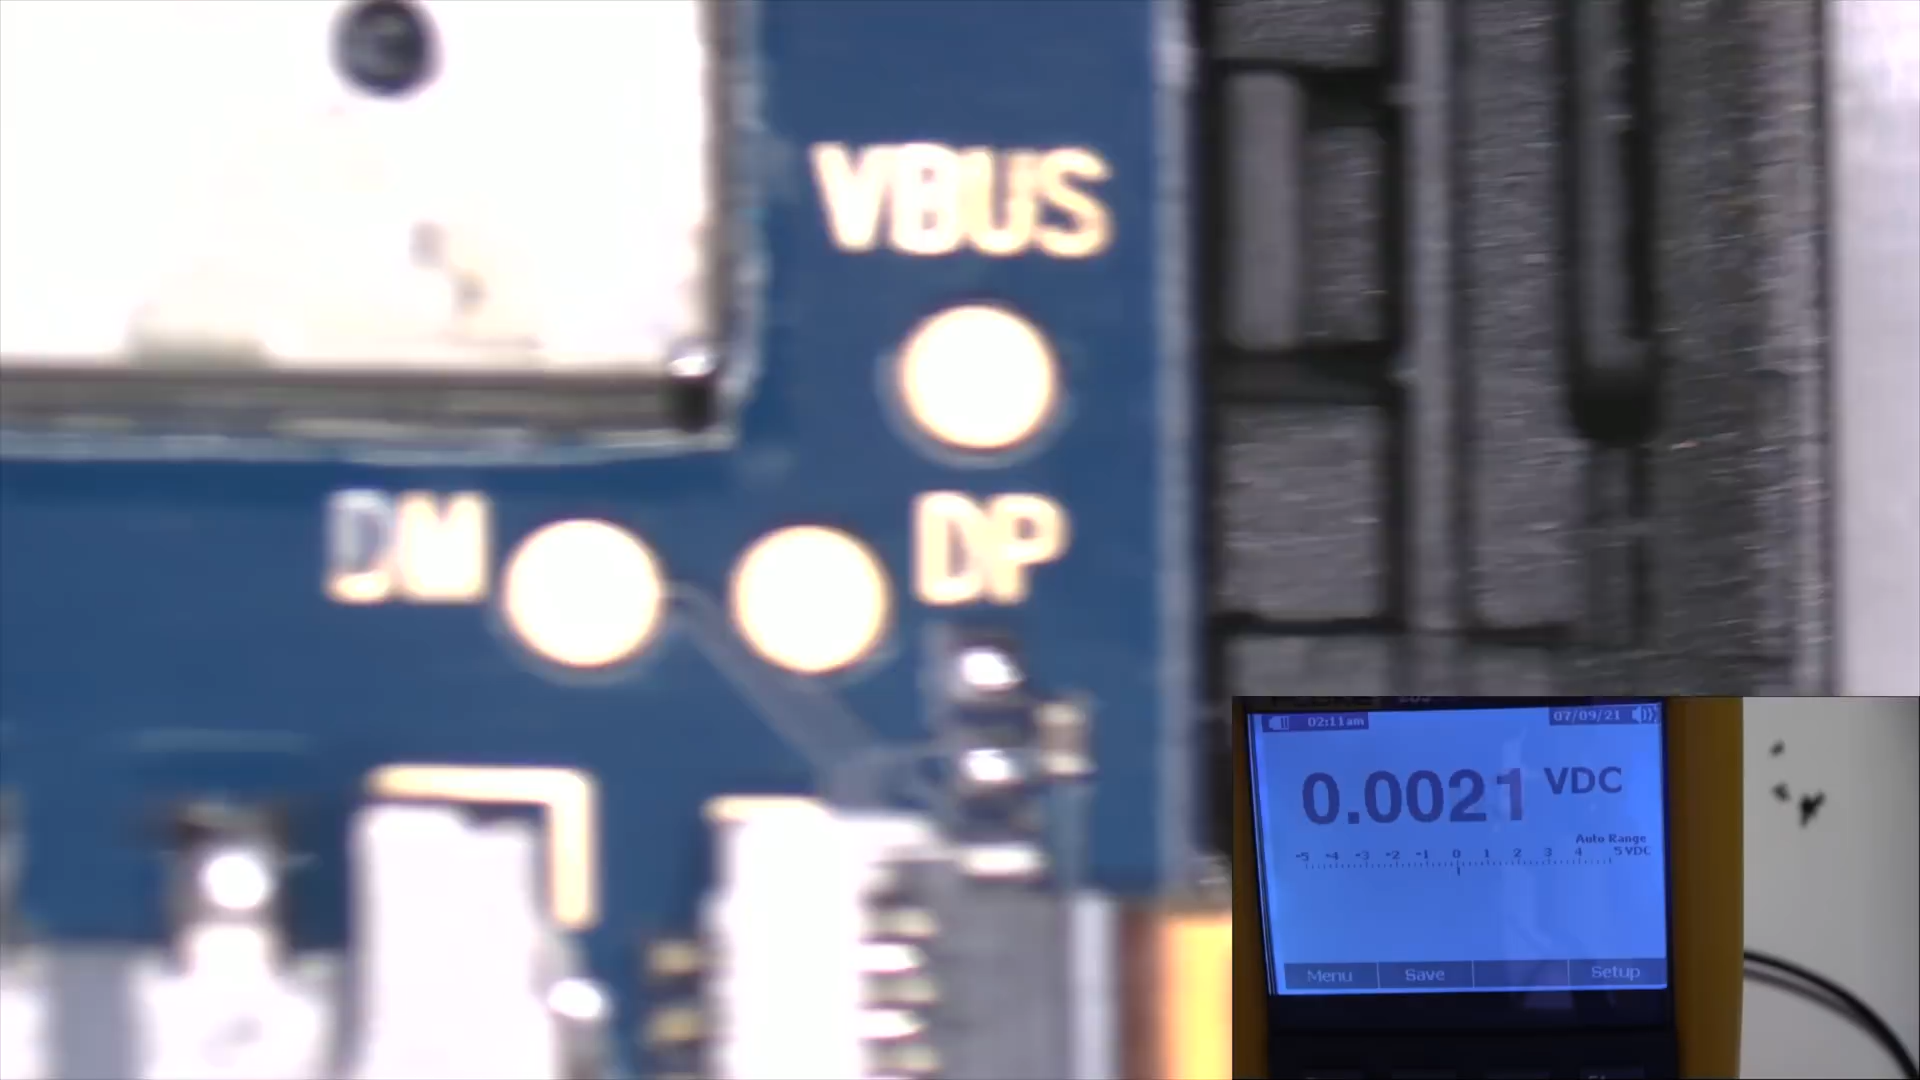 VBUS
DM
DP
02:11am
07/09/21
0.0021 VDC
Auto Range
-5 -4 -3 -2 -1 0 1 2 3 4 5 VDC
Menu Save Setup